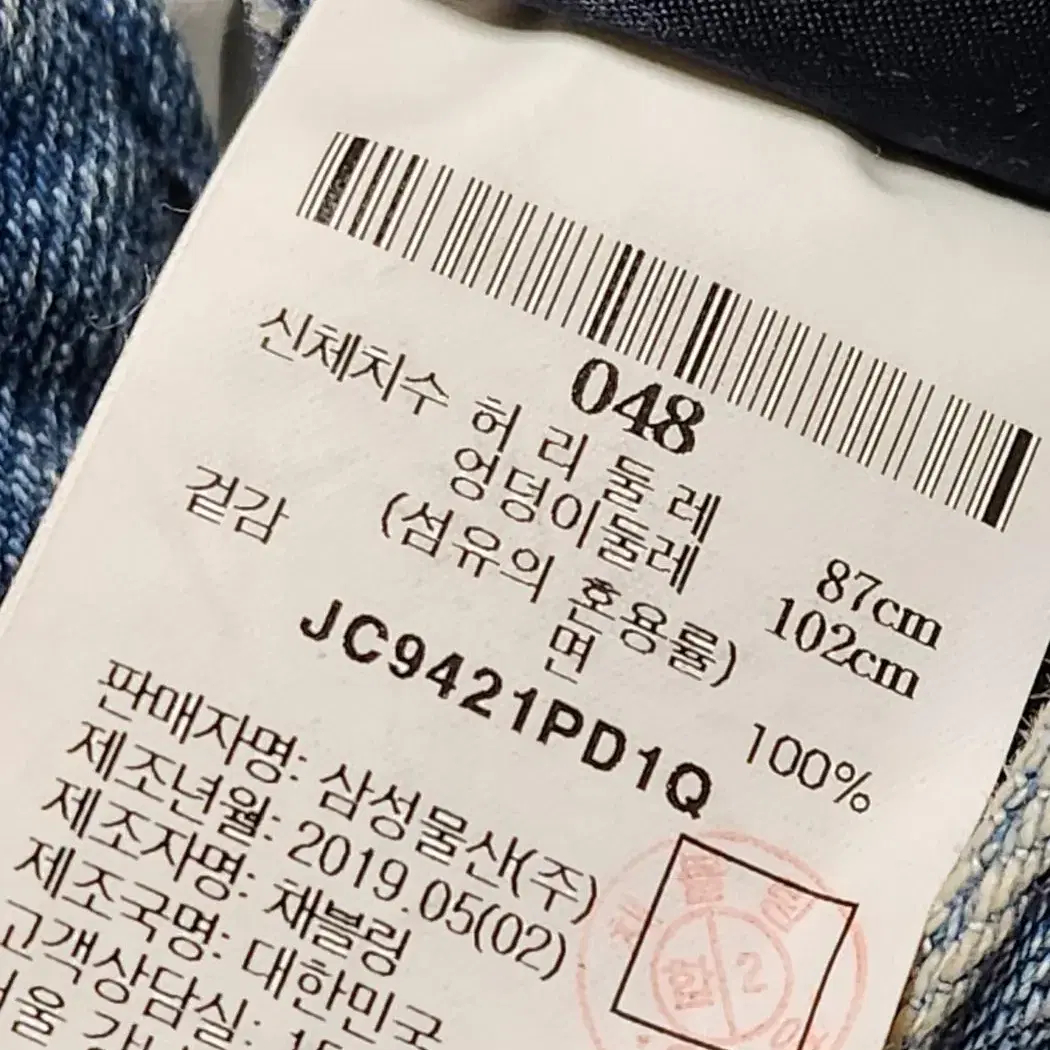 048
신체치수 허리둘레 87cm
엉덩이둘레 102cm
(섬유의 혼용률)
겉감 면 100%
JC9421PD1Q
판매자명: 삼성물산(주)
제조년월: 2019.05(02)
제조자명: 채블링
제조국명: 대한민국
고객상담실:
합 2